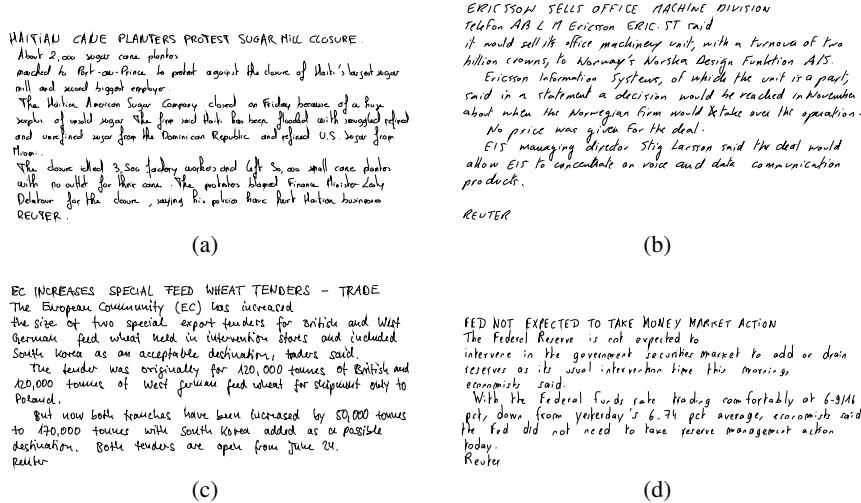 HAITIAN CANE PLANTERS PROTEST SUGAR MILL CLOSURE.
About 2,000 sugar cane plantes
marched to Port-au-Prince to protest against the closure of Haiti's largest sugar
mill and second biggest employer.
The Haitian American Sugar Company closed on Friday because of a huge
surplus of unsold sugar. The firm said Haiti has been flooded with smuggled refined
and unrefined sugar from the Dominican Republic and refined U.S. Sugar from
Miami.
The closure idled 3,500 factory workers and left 30,000 small cane plantes
with no outlet for their cane. The protestes blamed Finance Minister Lesly
Delatour for the closure, saying his policies have hurt Haitian businesses
REUTER.
(a)
ERICSSON SELLS OFFICE MACHINE DIVISION
Telefon AB L M Ericsson ERIC.ST said
it would sell its office machinery unit, with a turnover of two
billion crowns, to Norway's Norska Design Funktion A/S.
Ericsson Information Systems, of which the unit is a part,
said in a statement a decision would be reached in November
about when the Norwegian firm would take over the operation.
No price was given for the deal.
EIS managing director Stig Larsson said the deal would
allow EIS to concentrate on voice and data communication
products.
REUTER
(b)
EC INCREASES SPECIAL FEED WHEAT TENDERS - TRADE
The European Community (EC) has increased
the size of two special export tenders for British and West
German feed wheat held in intervention stores and included
South Korea as an acceptable destination, traders said.
The tender was originally for 120,000 tonnes of British and
120,000 tonnes of West german feed wheat for shipment only to
Poland.
But now both tranches have been increased by 50,000 tonnes
to 170,000 tonnes with South Korea added as a possible
destination. Both tenders are open from June 24.
Reuter
(c)
FED NOT EXPECTED TO TAKE MONEY MARKET ACTION
The Federal Reserve is not expected to
intervene in the government securities market to add or drain
reserves as its usual intervention time this morning,
economists said.
With the Federal funds rate trading comfortably at 6-9/16
pct, down from yesterday's 6.74 pct average, economists said
the Fed did not need to take reserve management action
today.
Reuter
(d)